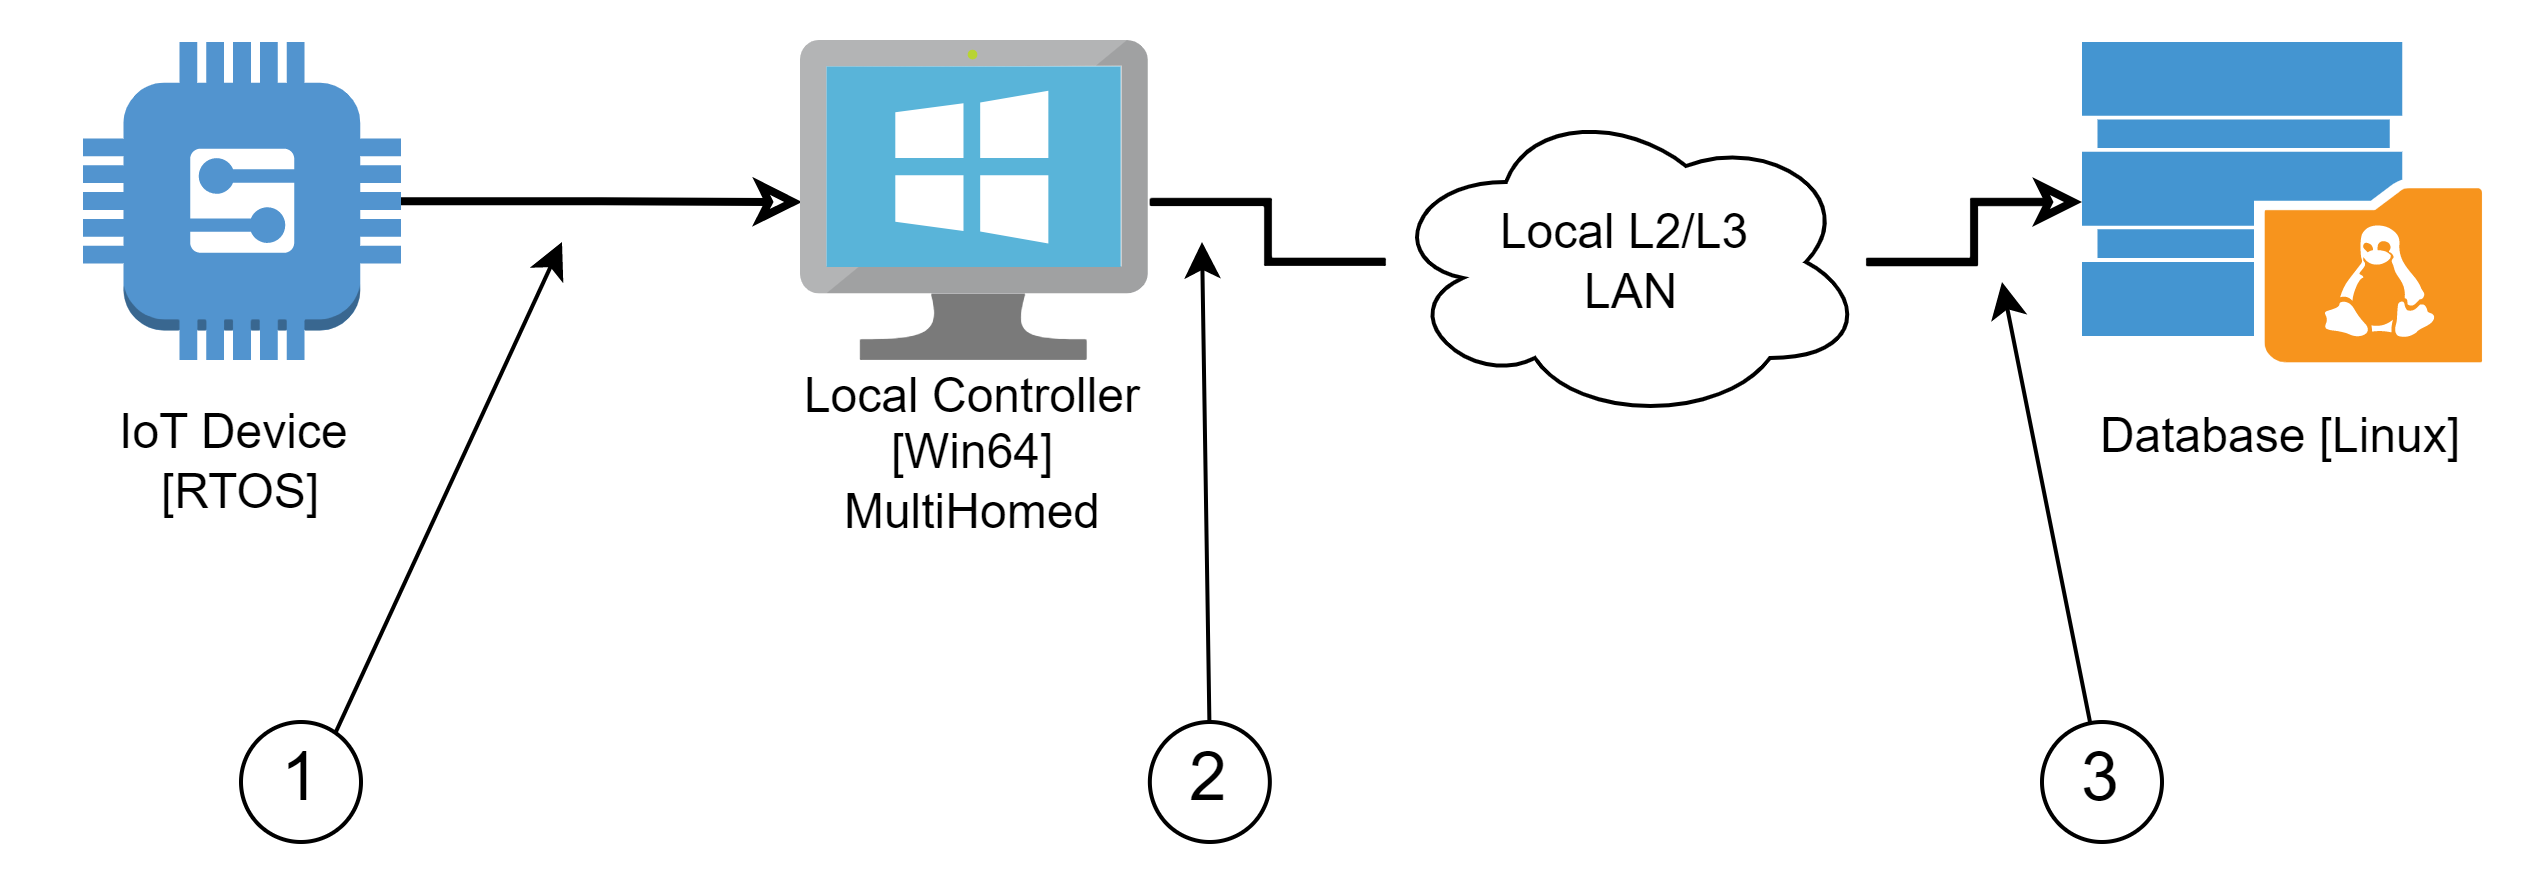 IoT Device
[RTOS]
Local Controller
[Win64]
MultiHomed
Local L2/L3
LAN
Database [Linux]
1
2
3